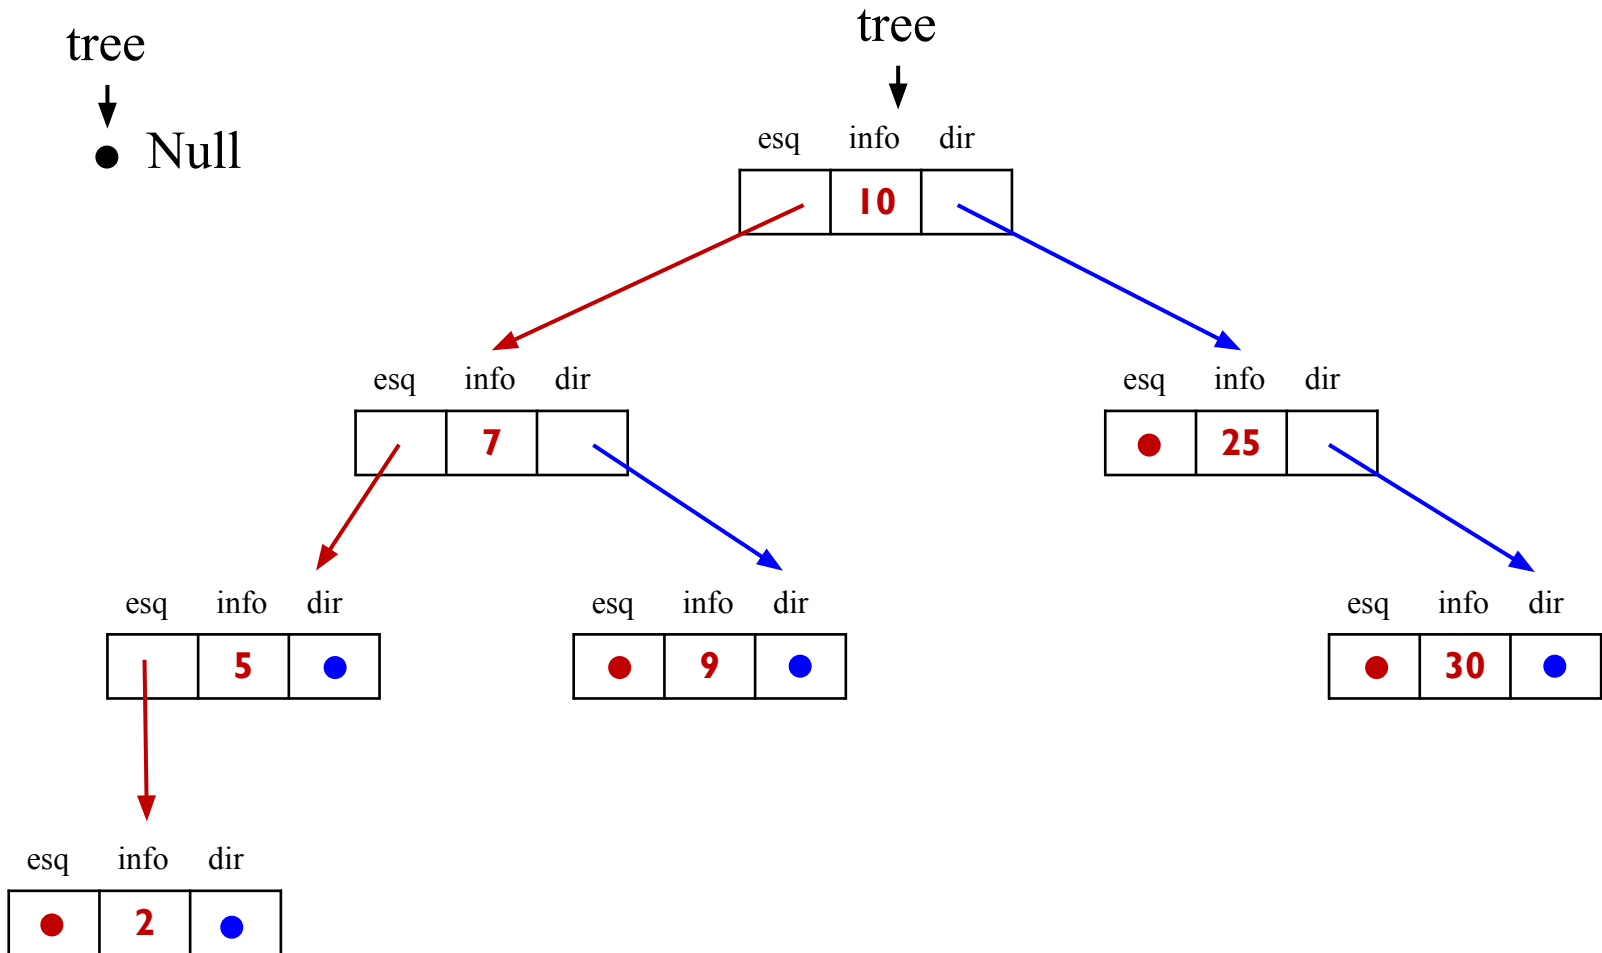 tree
Null
tree
esq info dir
10
esq info dir
7
esq info dir
25
esq info dir
5
esq info dir
9
esq info dir
30
esq info dir
2